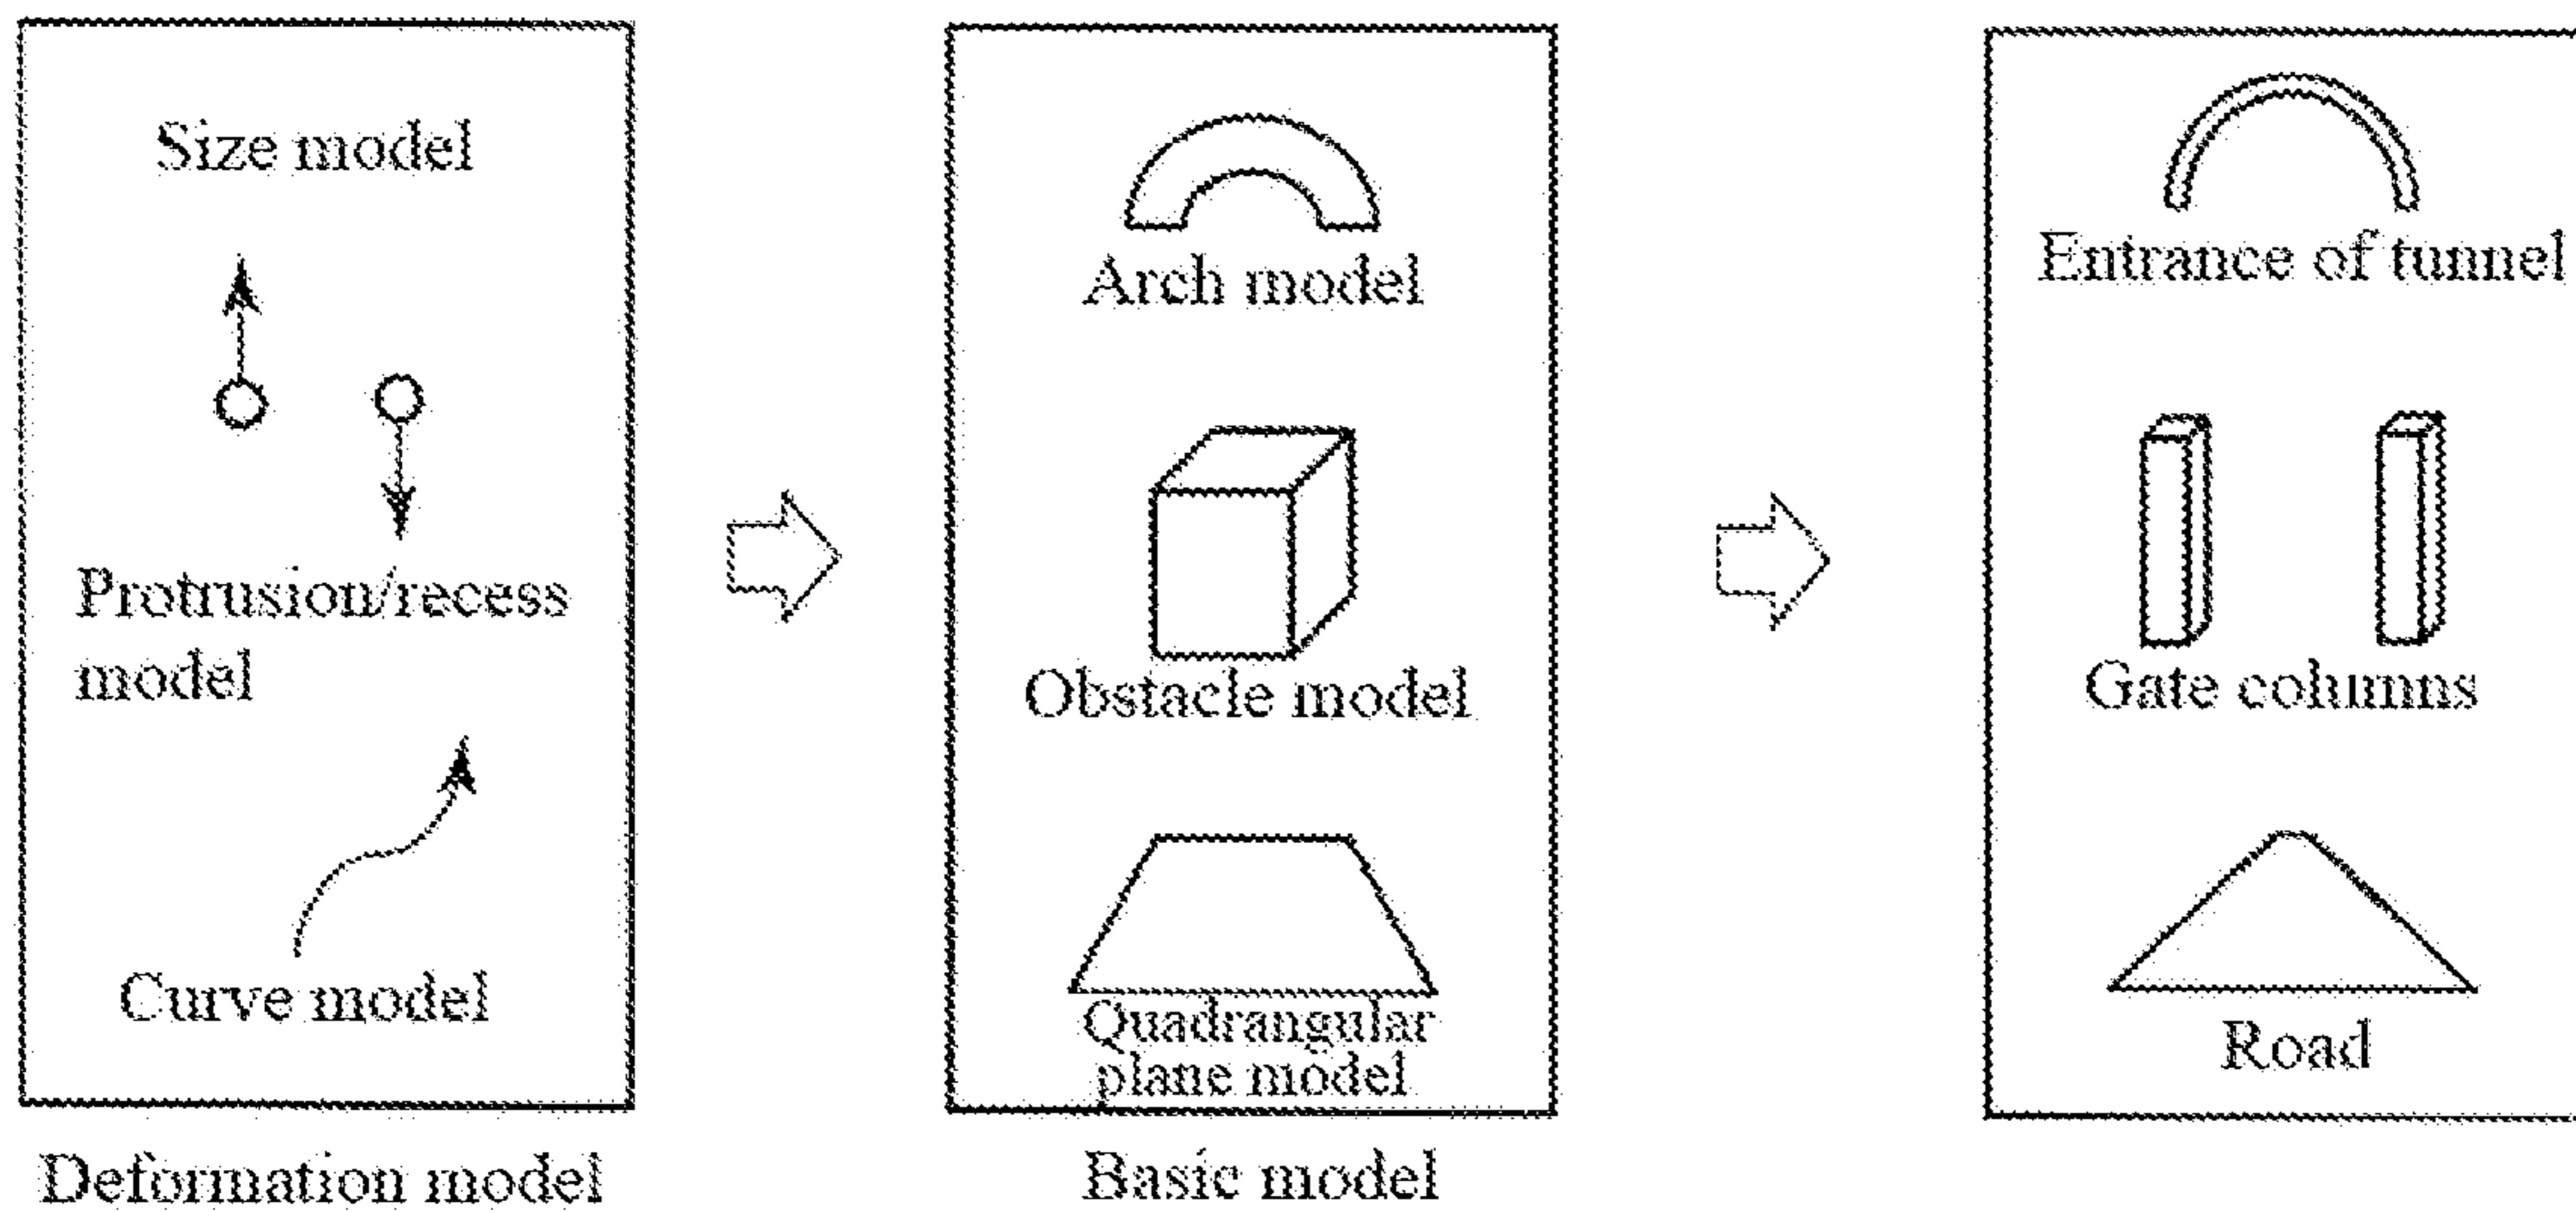 Size model
Protrusion/recess
model
Curve model
Deformation model
Arch model
Obstacle model
Quadrangular
plane model
Basic model
Entrance of tunnel
Gate columns
Road